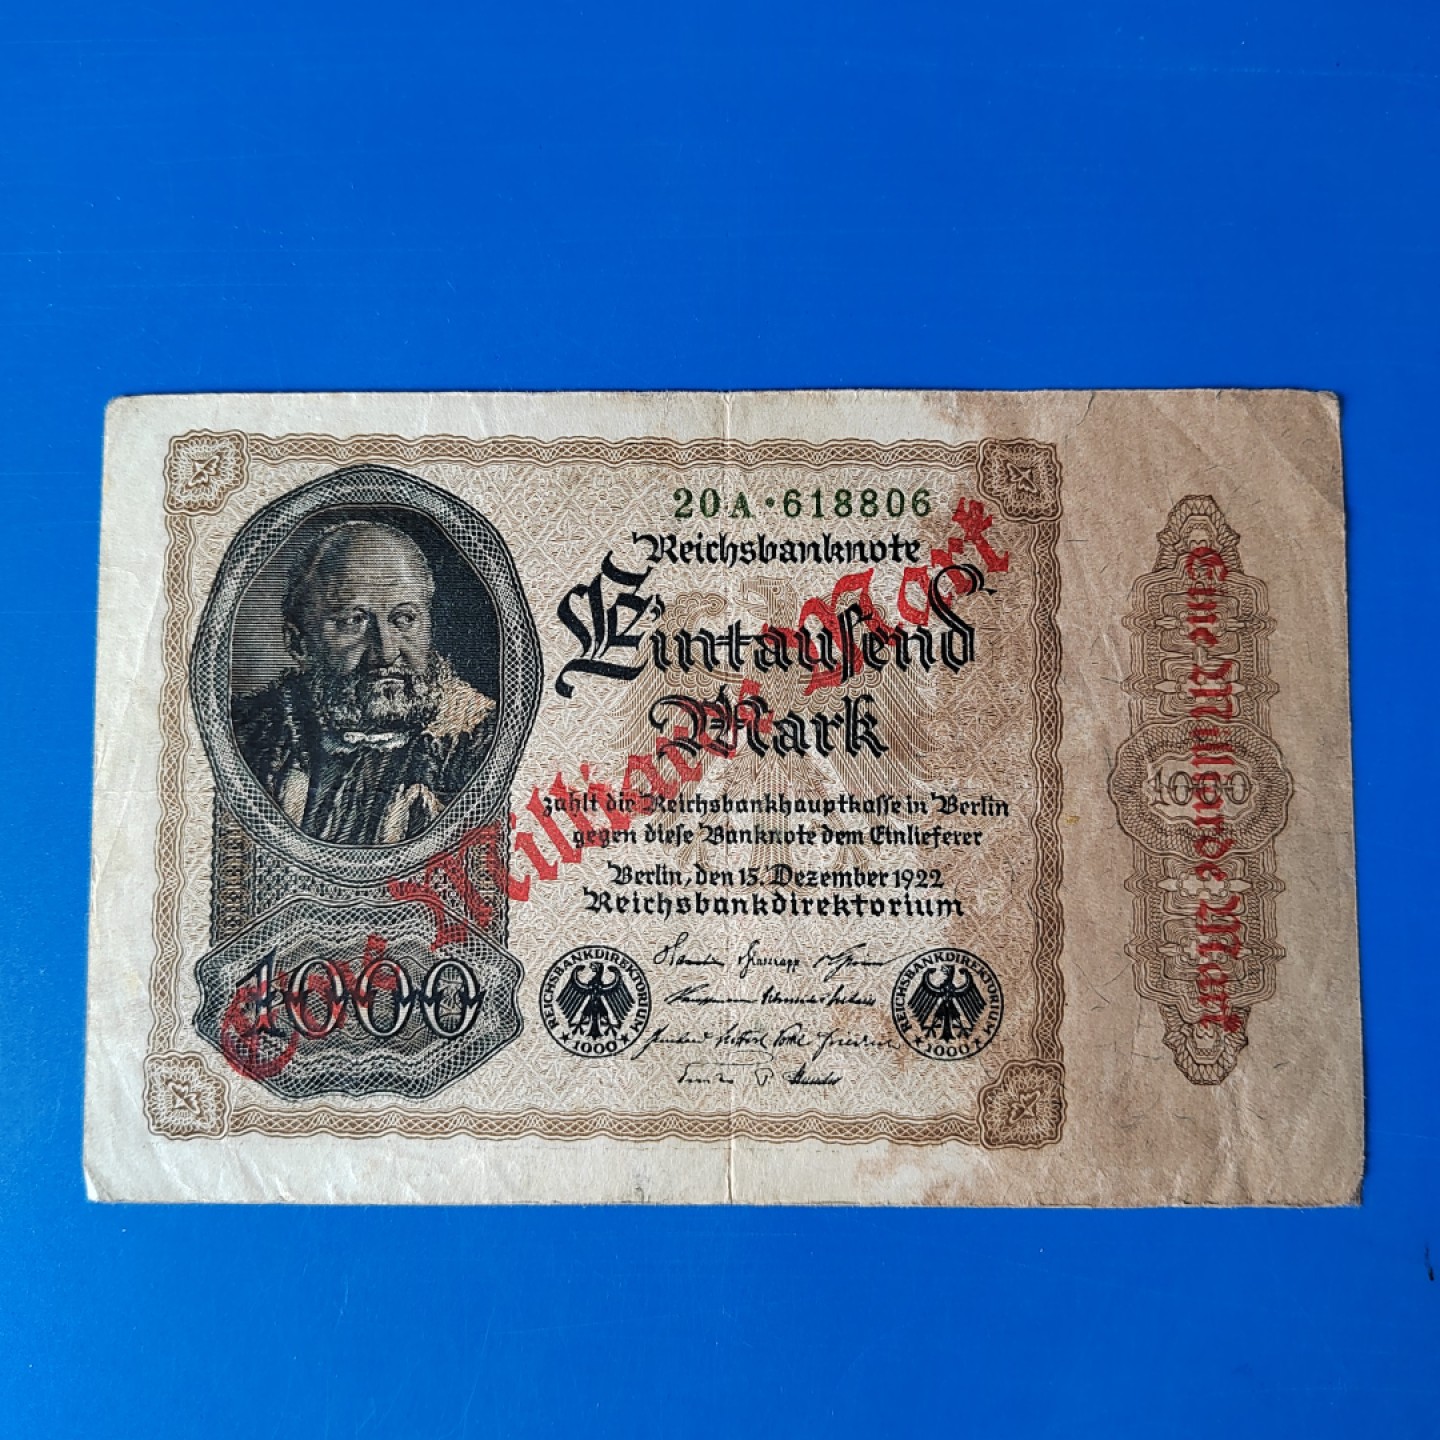 20A·618806
Reichsbanknote
Eintausend
Mark
zahlt die Reichsbankhauptkasse in Berlin
gegen diese Banknote dem Einlieferer
Berlin, den 15. Dezember 1922
Reichsbankdirektorium
Eine Milliarde Mark
1000
REICHSBANKDIREKTORIUM
★ 1000 ★
REICHSBANKDIREKTORIUM
★ 1000 ★
Eine Milliarde Mark
1000